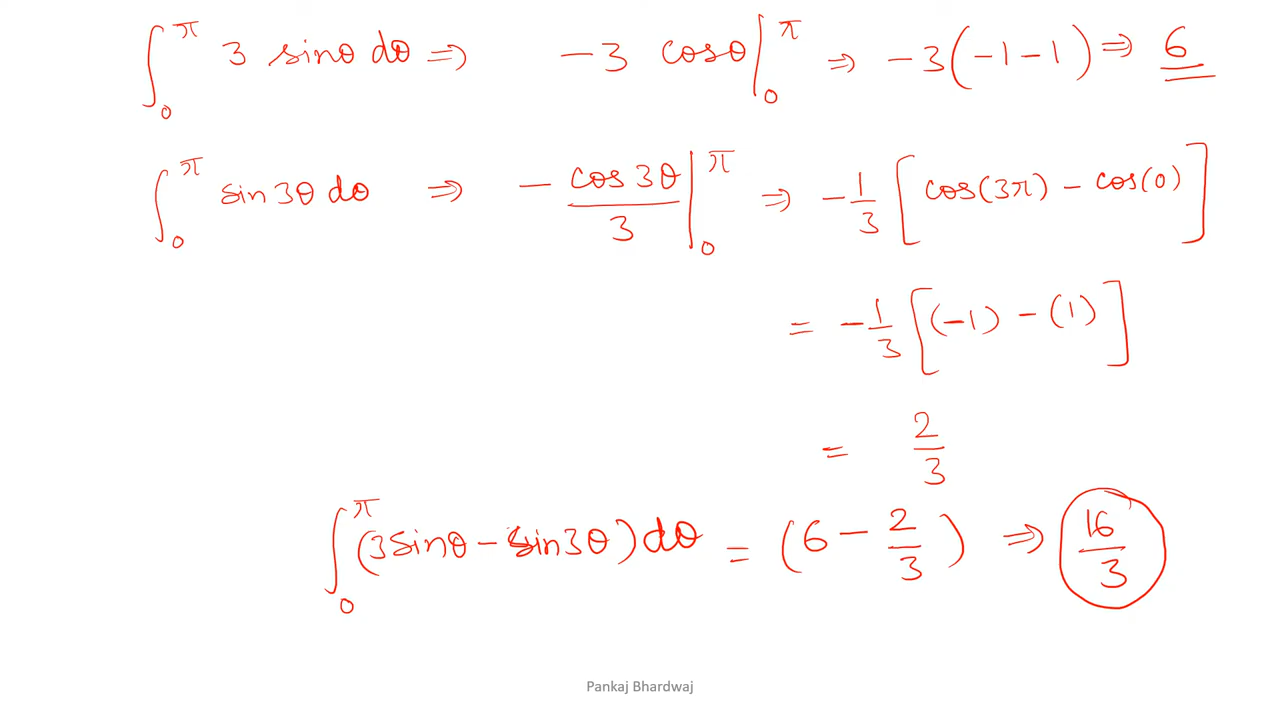 ∫₀^π 3 sinθ dθ ⇒ -3 cosθ |₀^π ⇒ -3(-1-1) ⇒ 6
∫₀^π sin3θ dθ ⇒ - cos3θ/3 |₀^π ⇒ -1/3 [cos(3π) - cos(0)]
= -1/3 [(-1) - (1)]
= 2/3
∫₀^π (3sinθ - sin3θ)dθ = (6 - 2/3) ⇒ 16/3
Pankaj Bhardwaj